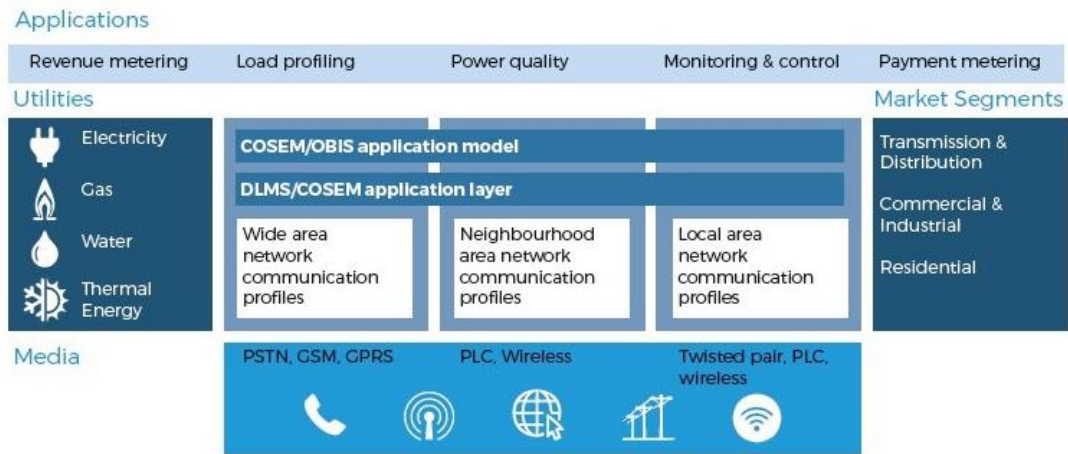 Applications
Revenue metering
Load profiling
Power quality
Monitoring & control
Payment metering
Utilities
Market Segments
Electricity
Gas
Water
Thermal
Energy
COSEM/OBIS application model
DLMS/COSEM application layer
Wide area
network
communication
profiles
Neighbourhood
area network
communication
profiles
Local area
network
communication
profiles
Transmission &
Distribution
Commercial &
Industrial
Residential
Media
PSTN, GSM, GPRS
PLC, Wireless
Twisted pair, PLC,
wireless